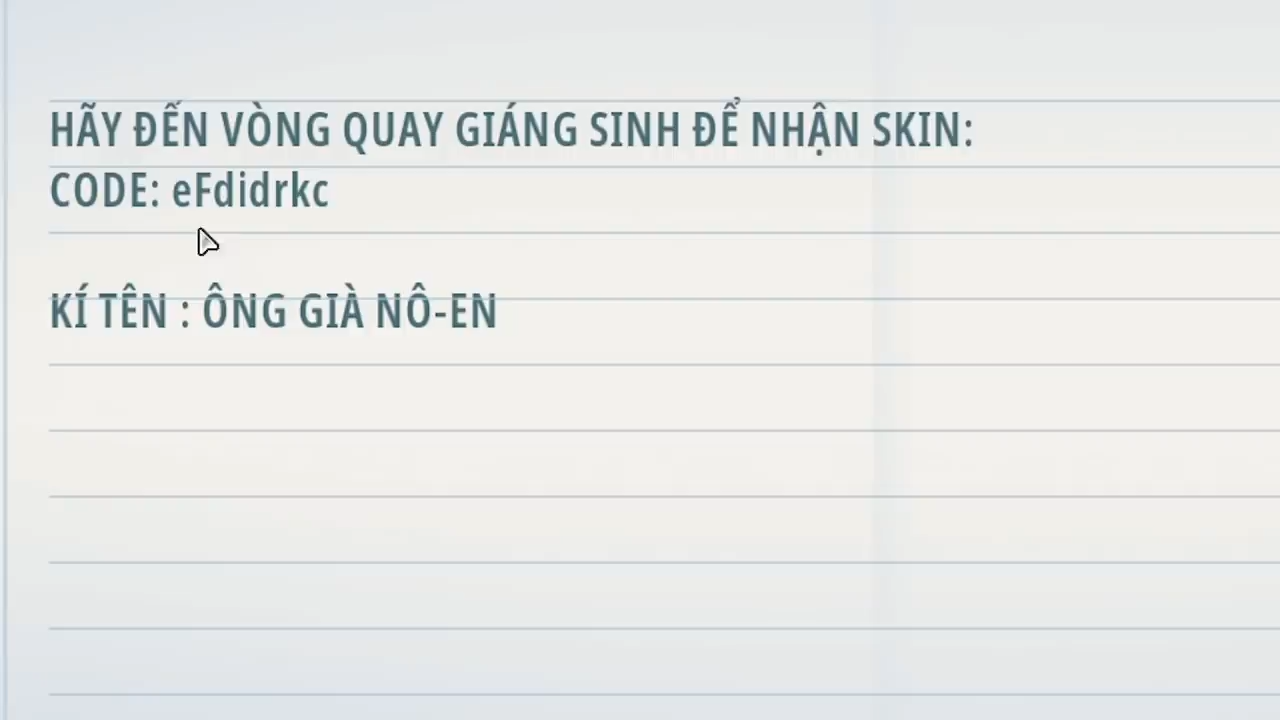 HÃY ĐẾN VÒNG QUAY GIÁNG SINH ĐỂ NHẬN SKIN:
CODE: eFdidrkc
KÍ TÊN : ÔNG GIÀ NÔ-EN